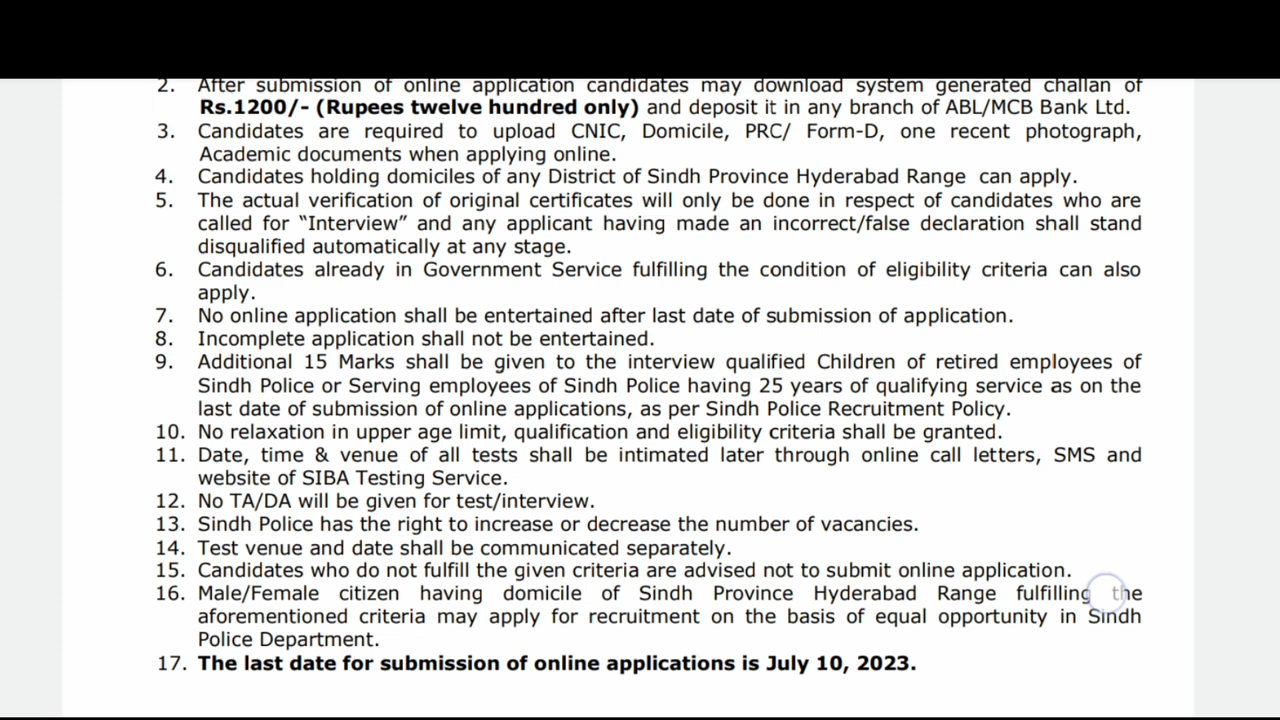 2. After submission of online application candidates may download system generated challan of
Rs.1200/- (Rupees twelve hundred only) and deposit it in any branch of ABL/MCB Bank Ltd.
3. Candidates are required to upload CNIC, Domicile, PRC/ Form-D, one recent photograph,
Academic documents when applying online.
4. Candidates holding domiciles of any District of Sindh Province Hyderabad Range can apply.
5. The actual verification of original certificates will only be done in respect of candidates who are
called for “Interview” and any applicant having made an incorrect/false declaration shall stand
disqualified automatically at any stage.
6. Candidates already in Government Service fulfilling the condition of eligibility criteria can also
apply.
7. No online application shall be entertained after last date of submission of application.
8. Incomplete application shall not be entertained.
9. Additional 15 Marks shall be given to the interview qualified Children of retired employees of
Sindh Police or Serving employees of Sindh Police having 25 years of qualifying service as on the
last date of submission of online applications, as per Sindh Police Recruitment Policy.
10. No relaxation in upper age limit, qualification and eligibility criteria shall be granted.
11. Date, time & venue of all tests shall be intimated later through online call letters, SMS and
website of SIBA Testing Service.
12. No TA/DA will be given for test/interview.
13. Sindh Police has the right to increase or decrease the number of vacancies.
14. Test venue and date shall be communicated separately.
15. Candidates who do not fulfill the given criteria are advised not to submit online application.
16. Male/Female citizen having domicile of Sindh Province Hyderabad Range fulfilling the
aforementioned criteria may apply for recruitment on the basis of equal opportunity in Sindh
Police Department.
17. The last date for submission of online applications is July 10, 2023.